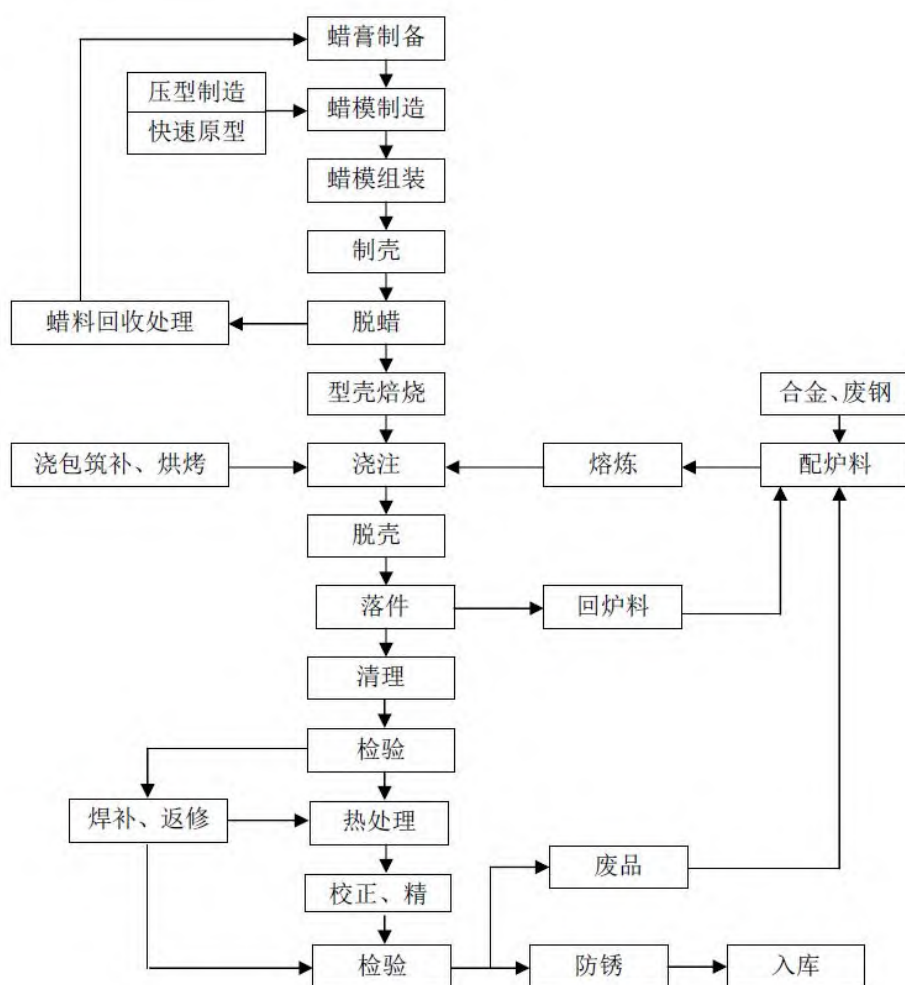 蜡膏制备
压型制造
快速原型
蜡模制造
蜡模组装
制壳
蜡料回收处理
脱蜡
型壳焙烧
合金、废钢
浇包筑补、烘烤
浇注
熔炼
配炉料
脱壳
落件
回炉料
清理
检验
焊补、返修
热处理
废品
校正、精
检验
防锈
入库